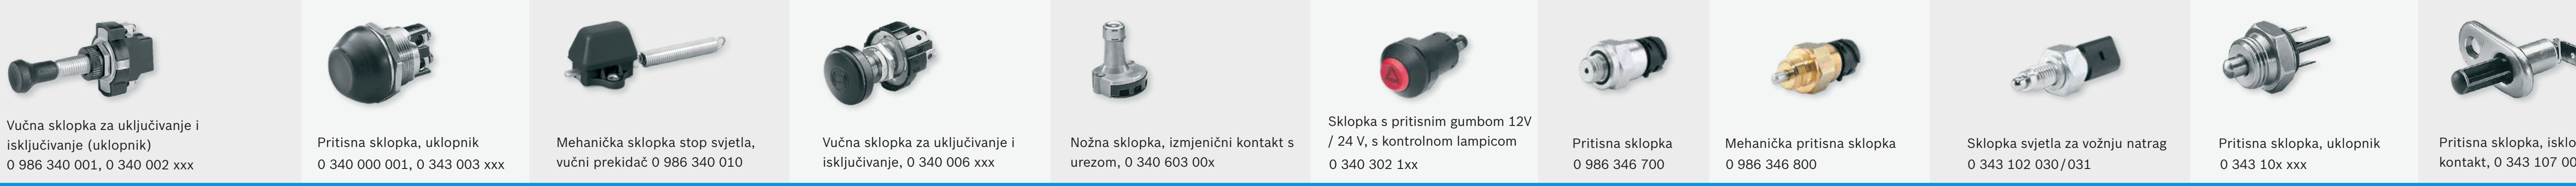 Vučna sklopka za uključivanje i
isključivanje (uklopnik)
0 986 340 001, 0 340 002 xxx
Pritisna sklopka, uklopnik
0 340 000 001, 0 343 003 xxx
Mehanička sklopka stop svjetla,
vučni prekidač 0 986 340 010
Vučna sklopka za uključivanje i
isključivanje, 0 340 006 xxx
Nožna sklopka, izmjenični kontakt s
urezom, 0 340 603 00x
Sklopka s pritisnim gumbom 12V
/ 24 V, s kontrolnom lampicom
0 340 302 1xx
Pritisna sklopka
0 986 346 700
Mehanička pritisna sklopka
0 986 346 800
Sklopka svjetla za vožnju natrag
0 343 102 030/031
Pritisna sklopka, uklopnik
0 343 10x xxx
Pritisna sklopka, isklo
kontakt, 0 343 107 00